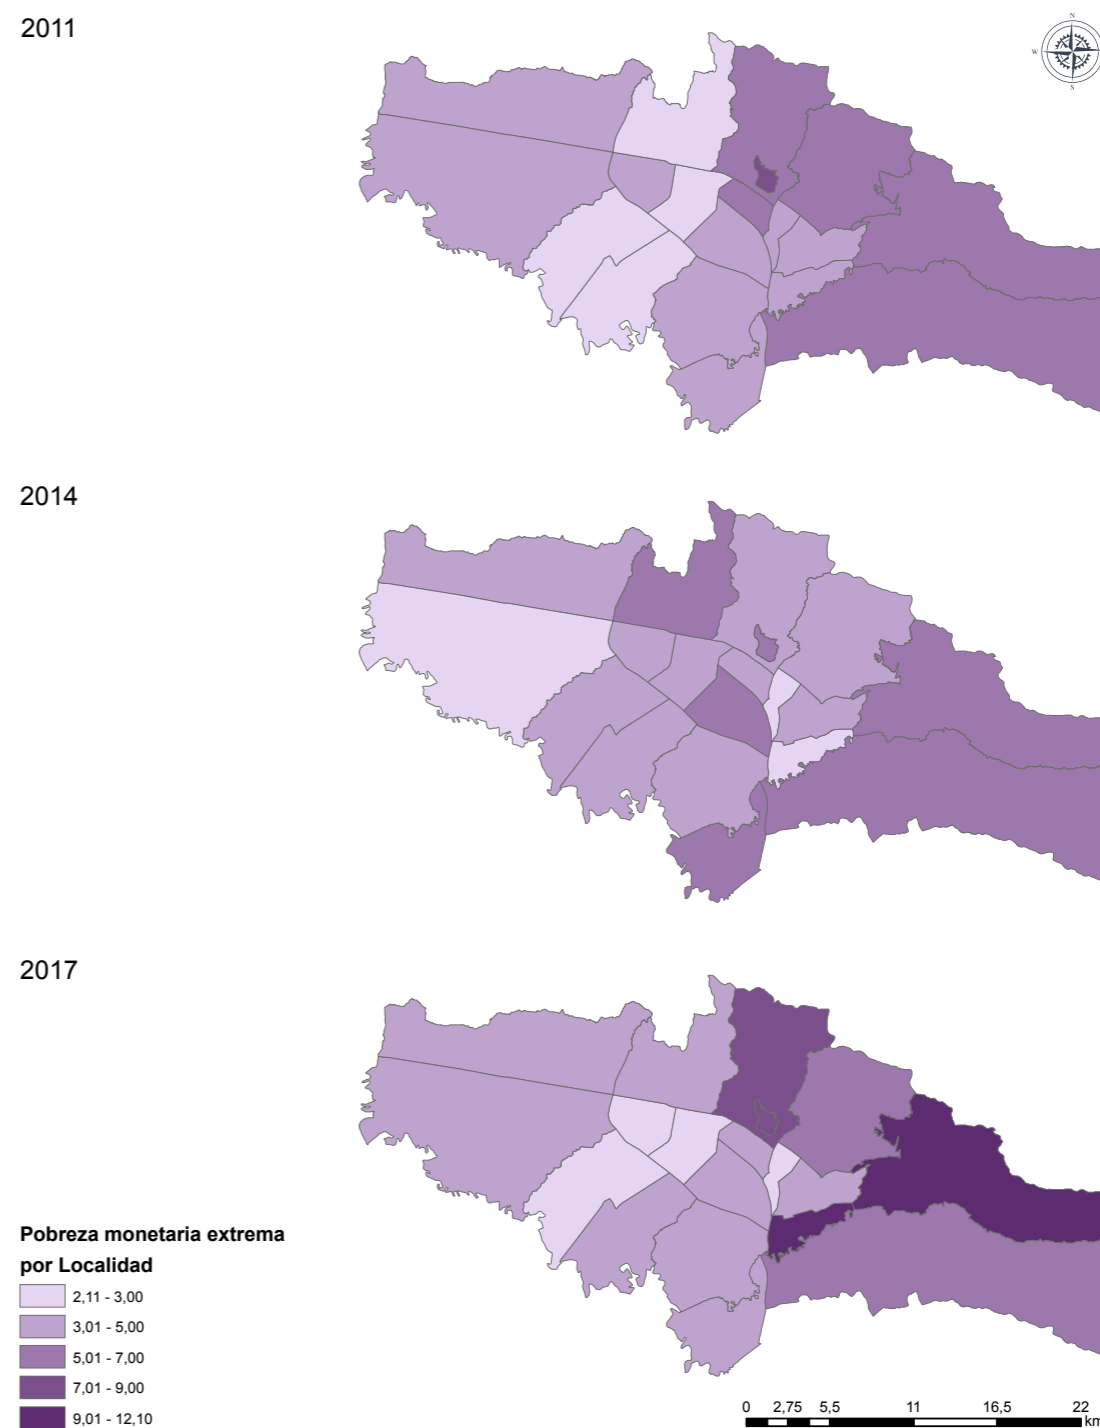 2011
N
W
S
2014
2017
Pobreza monetaria extrema
por Localidad
2,11 - 3,00
3,01 - 5,00
5,01 - 7,00
7,01 - 9,00
9,01 - 12,10
0 2,75 5,5 11 16,5 22
km